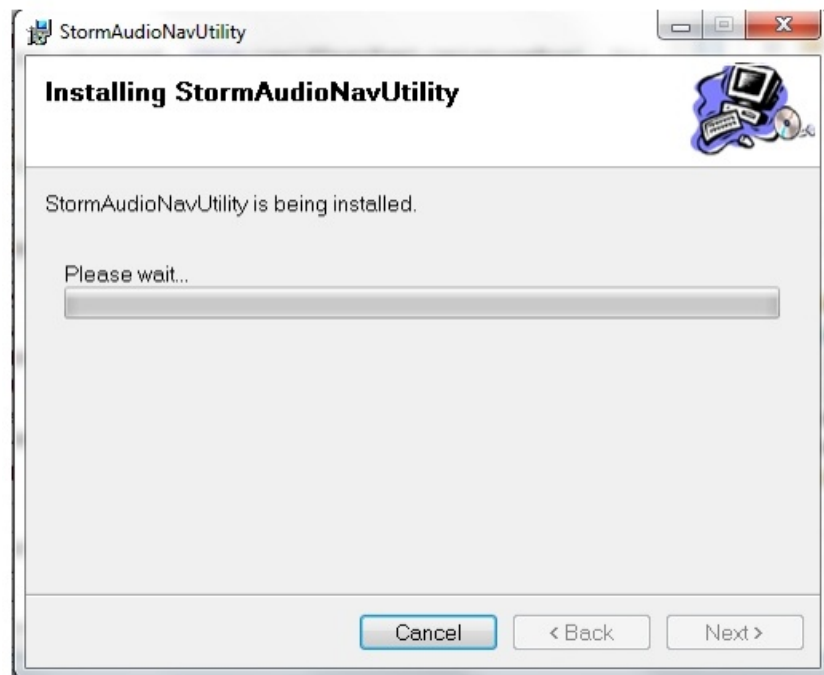 StormAudioNavUtility
Installing StormAudioNavUtility
StormAudioNavUtility is being installed.
Please wait...
Cancel
< Back
Next >